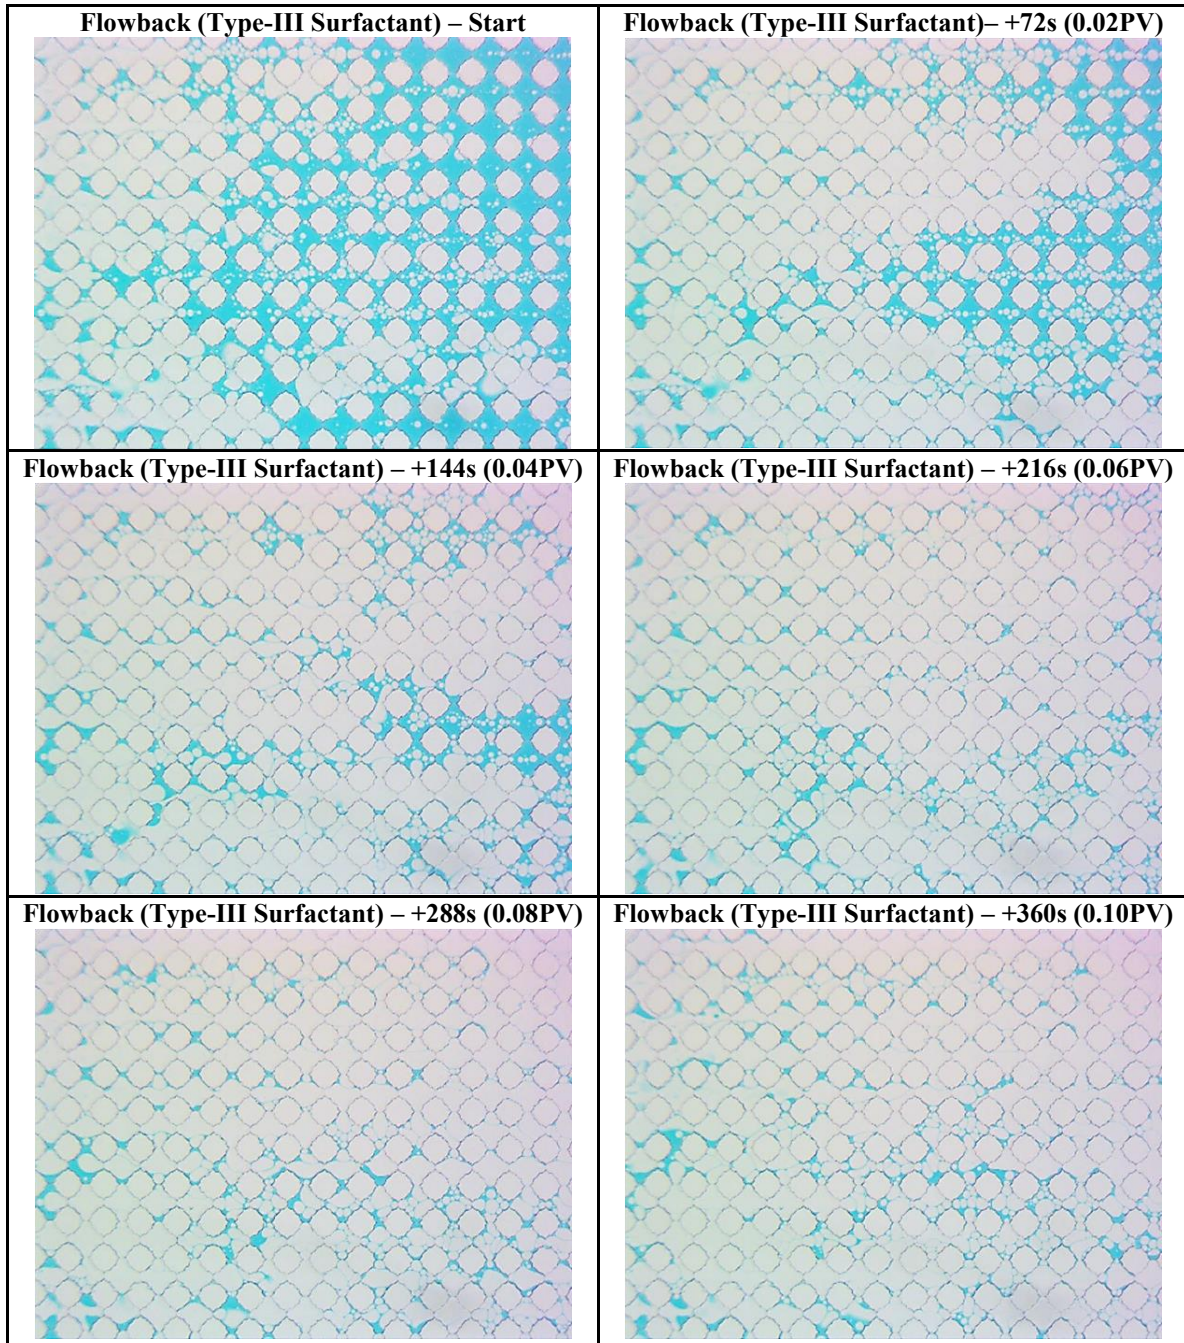 Flowback (Type-III Surfactant) – Start
Flowback (Type-III Surfactant)– +72s (0.02PV)
Flowback (Type-III Surfactant) – +144s (0.04PV)
Flowback (Type-III Surfactant) – +216s (0.06PV)
Flowback (Type-III Surfactant) – +288s (0.08PV)
Flowback (Type-III Surfactant) – +360s (0.10PV)